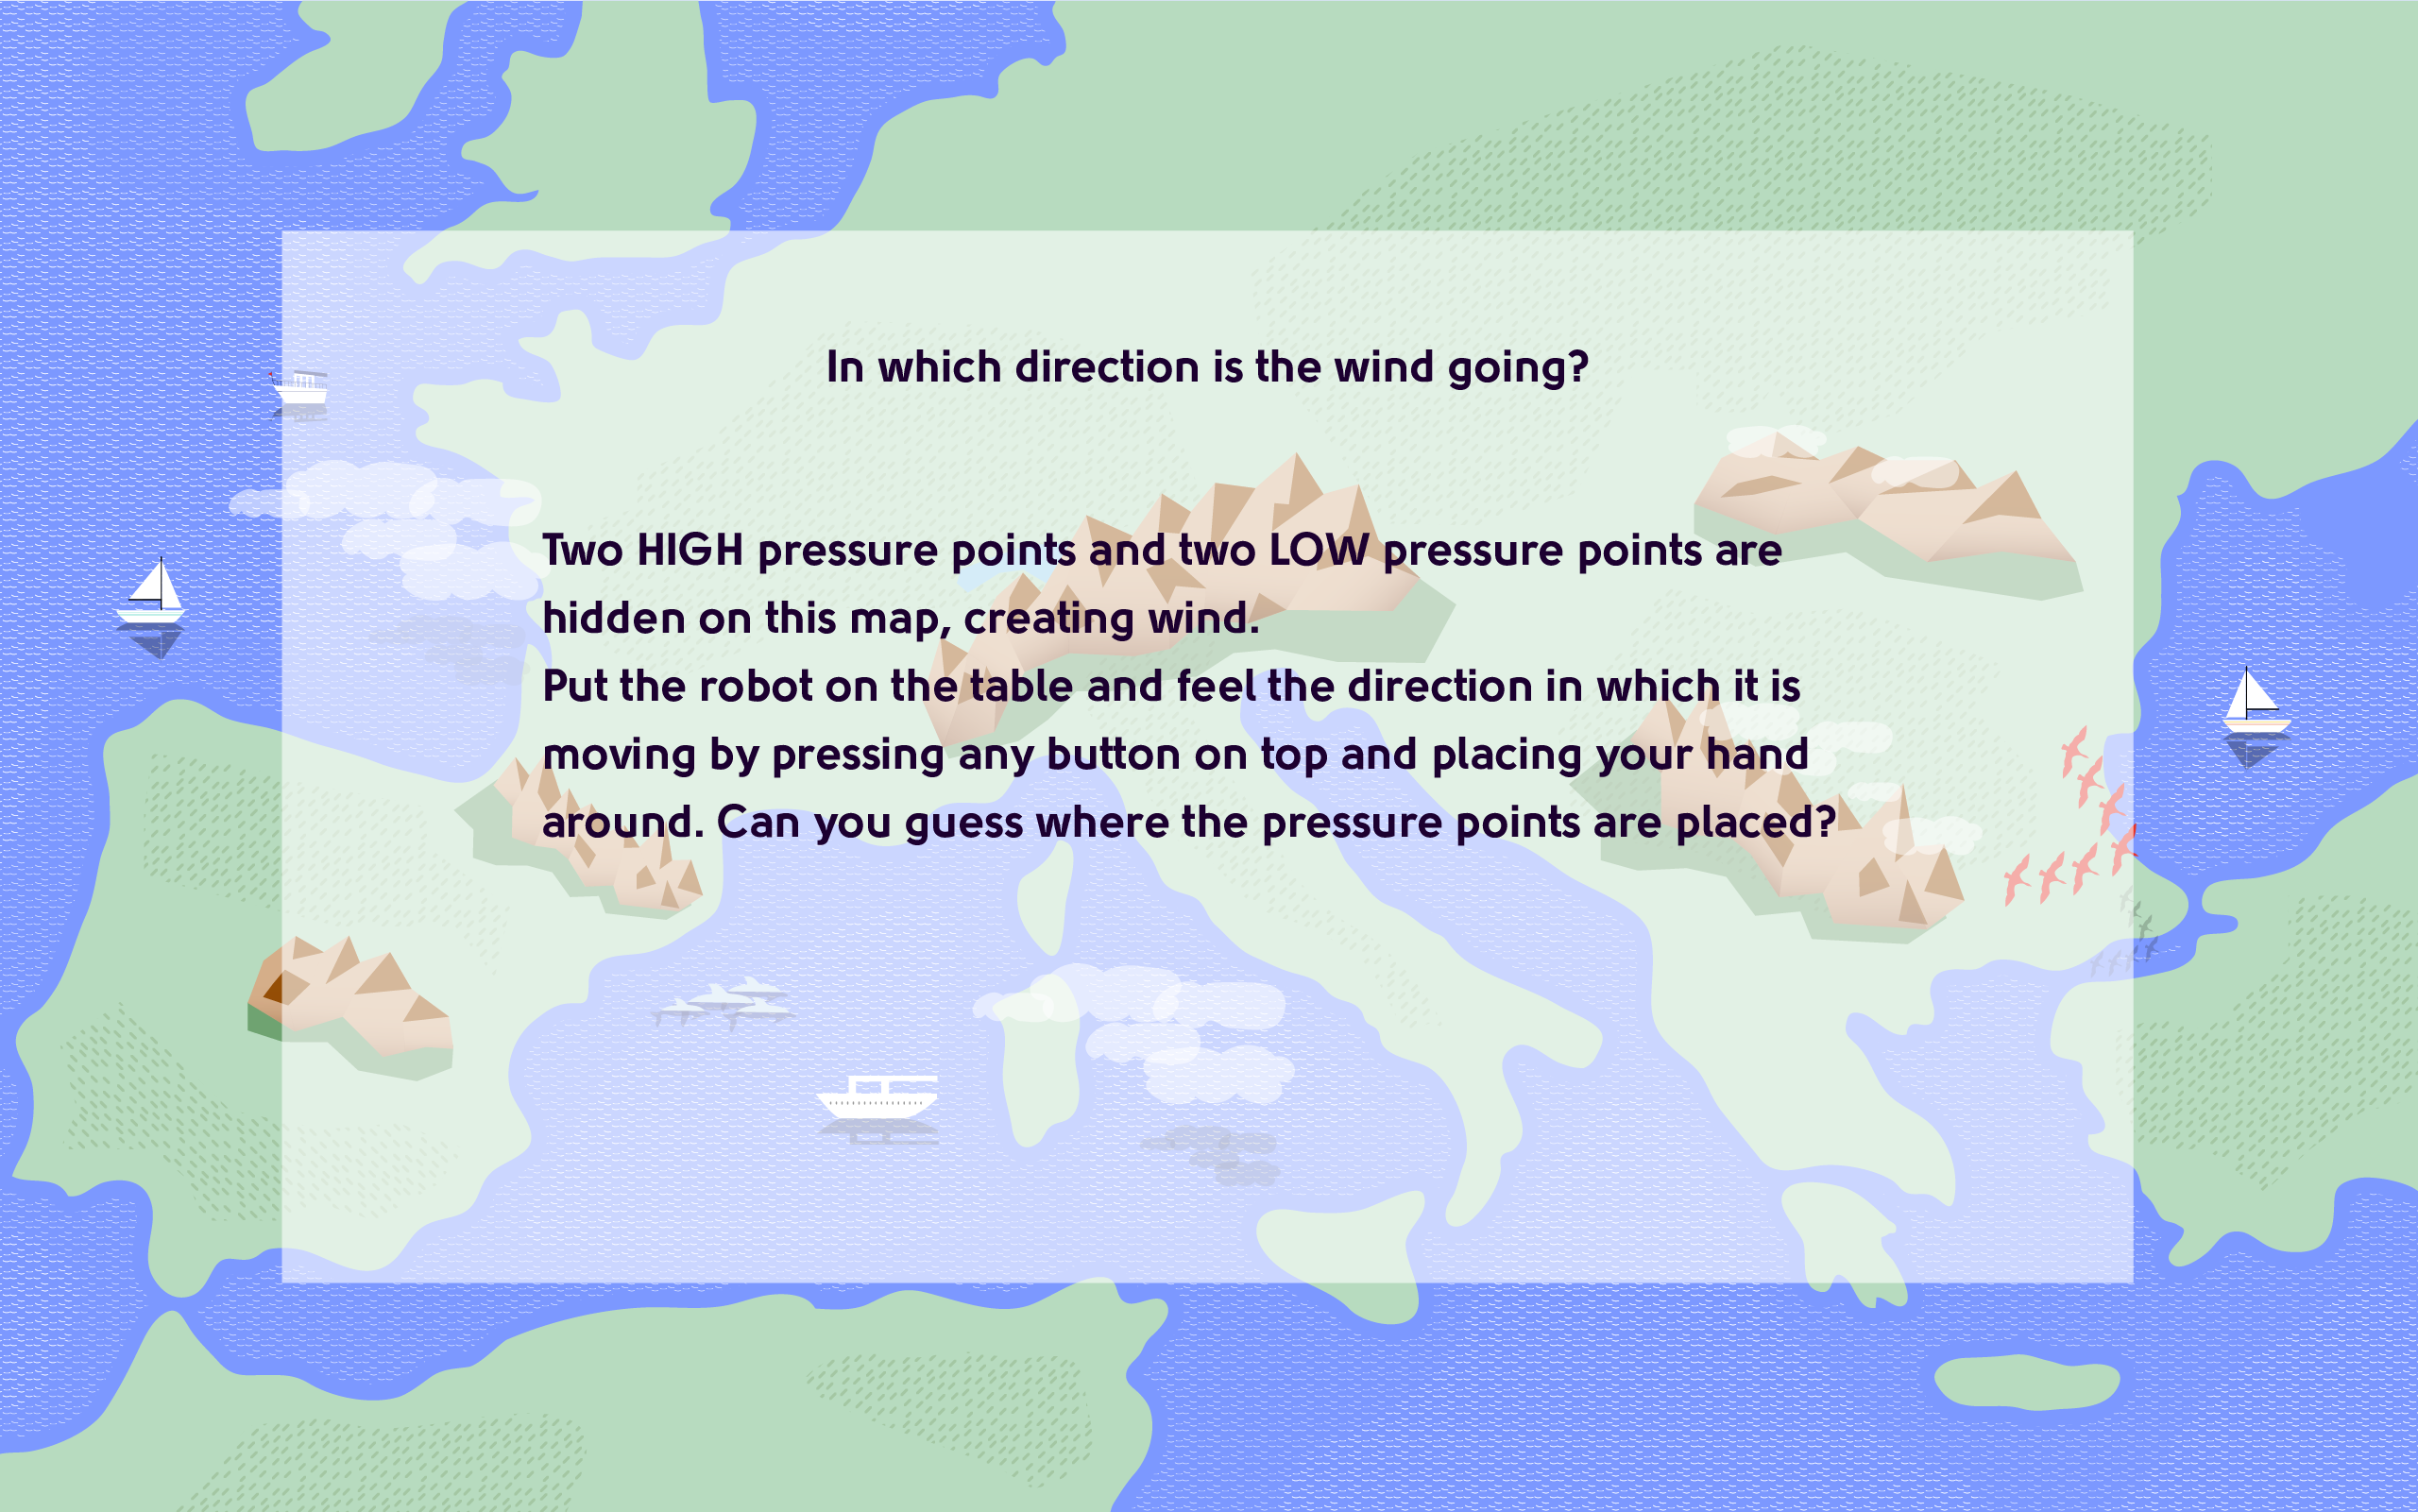 In which direction is the wind going?
Two HIGH pressure points and two LOW pressure points are
hidden on this map, creating wind.
Put the robot on the table and feel the direction in which it is
moving by pressing any button on top and placing your hand
around. Can you guess where the pressure points are placed?